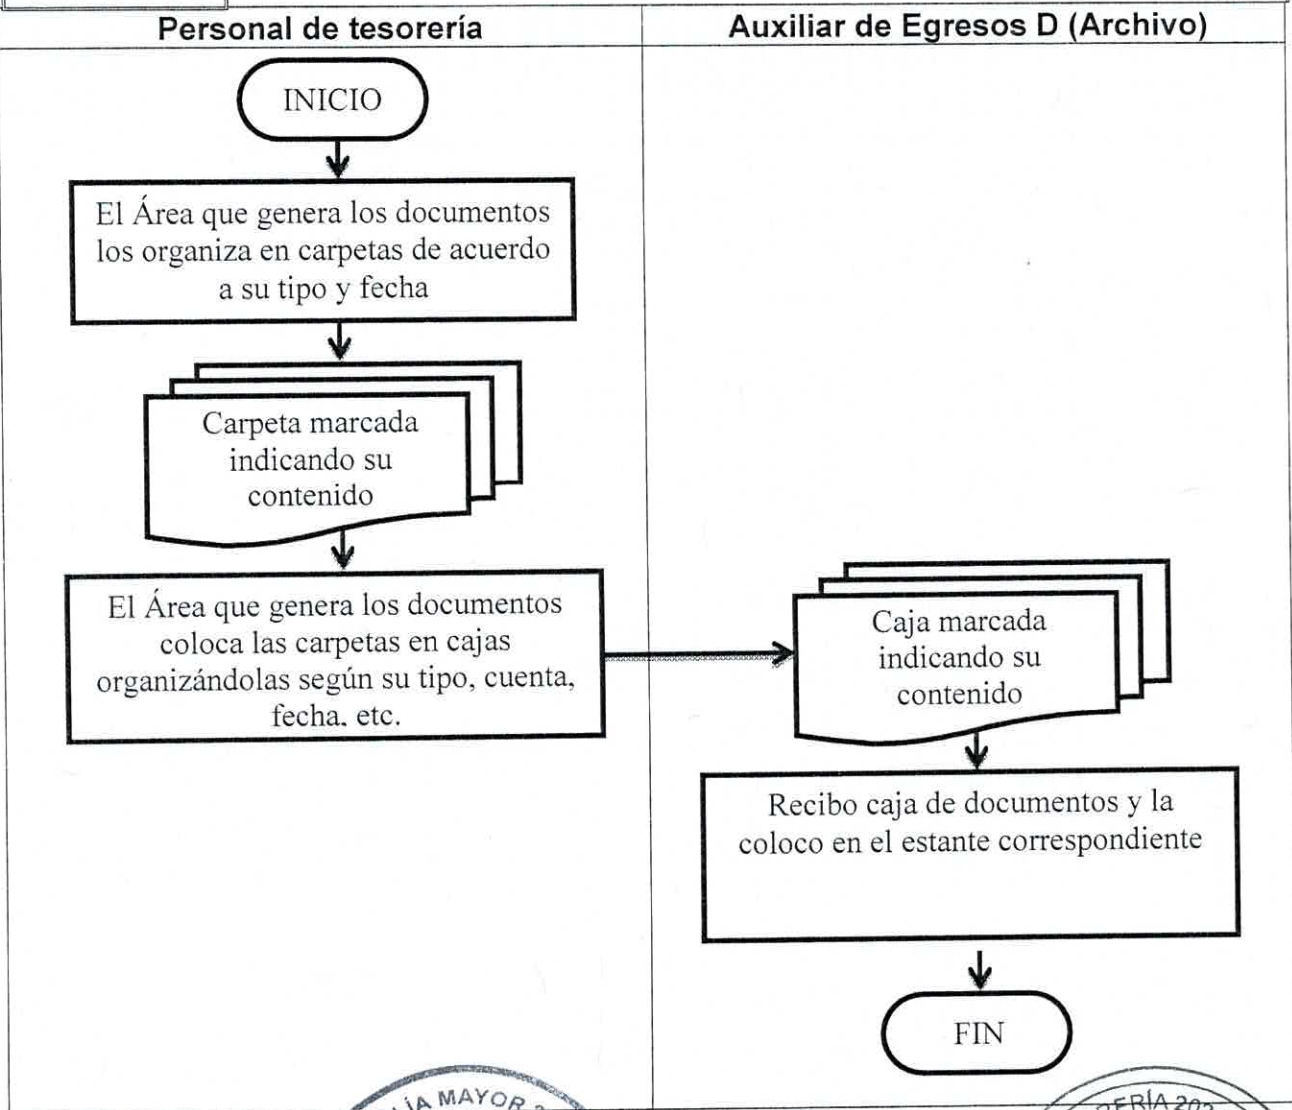 Personal de tesorería
Auxiliar de Egresos D (Archivo)
INICIO
El Área que genera los documentos
los organiza en carpetas de acuerdo
a su tipo y fecha
Carpeta marcada
indicando su
contenido
El Área que genera los documentos
coloca las carpetas en cajas
organizándolas según su tipo, cuenta,
fecha, etc.
Caja marcada
indicando su
contenido
Recibo caja de documentos y la
coloco en el estante correspondiente
FIN
MAYOR